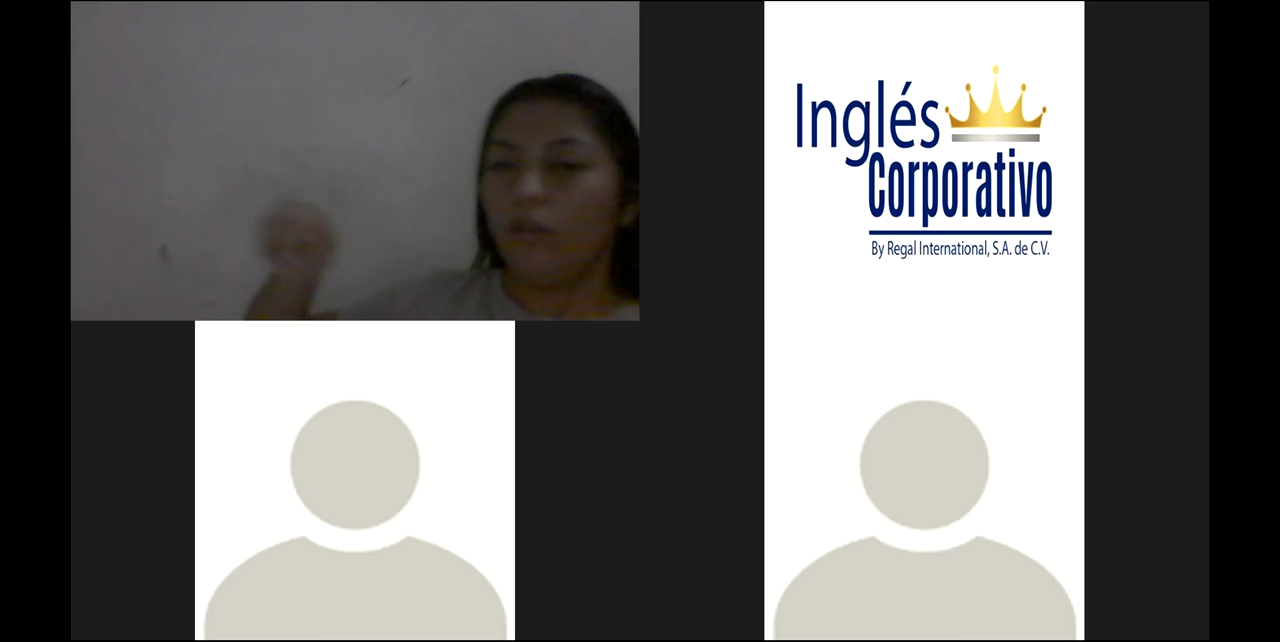 Inglés
Corporativo
By Regal International, S.A. de C.V.